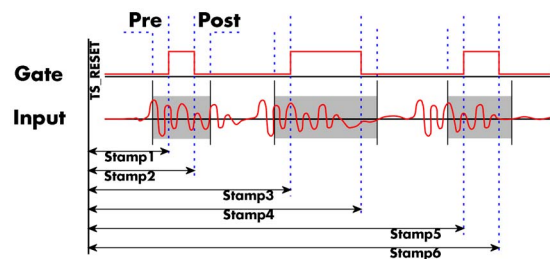 Pre Post
Gate
TS_RESET
Input
Stamp1
Stamp2
Stamp3
Stamp4
Stamp5
Stamp6